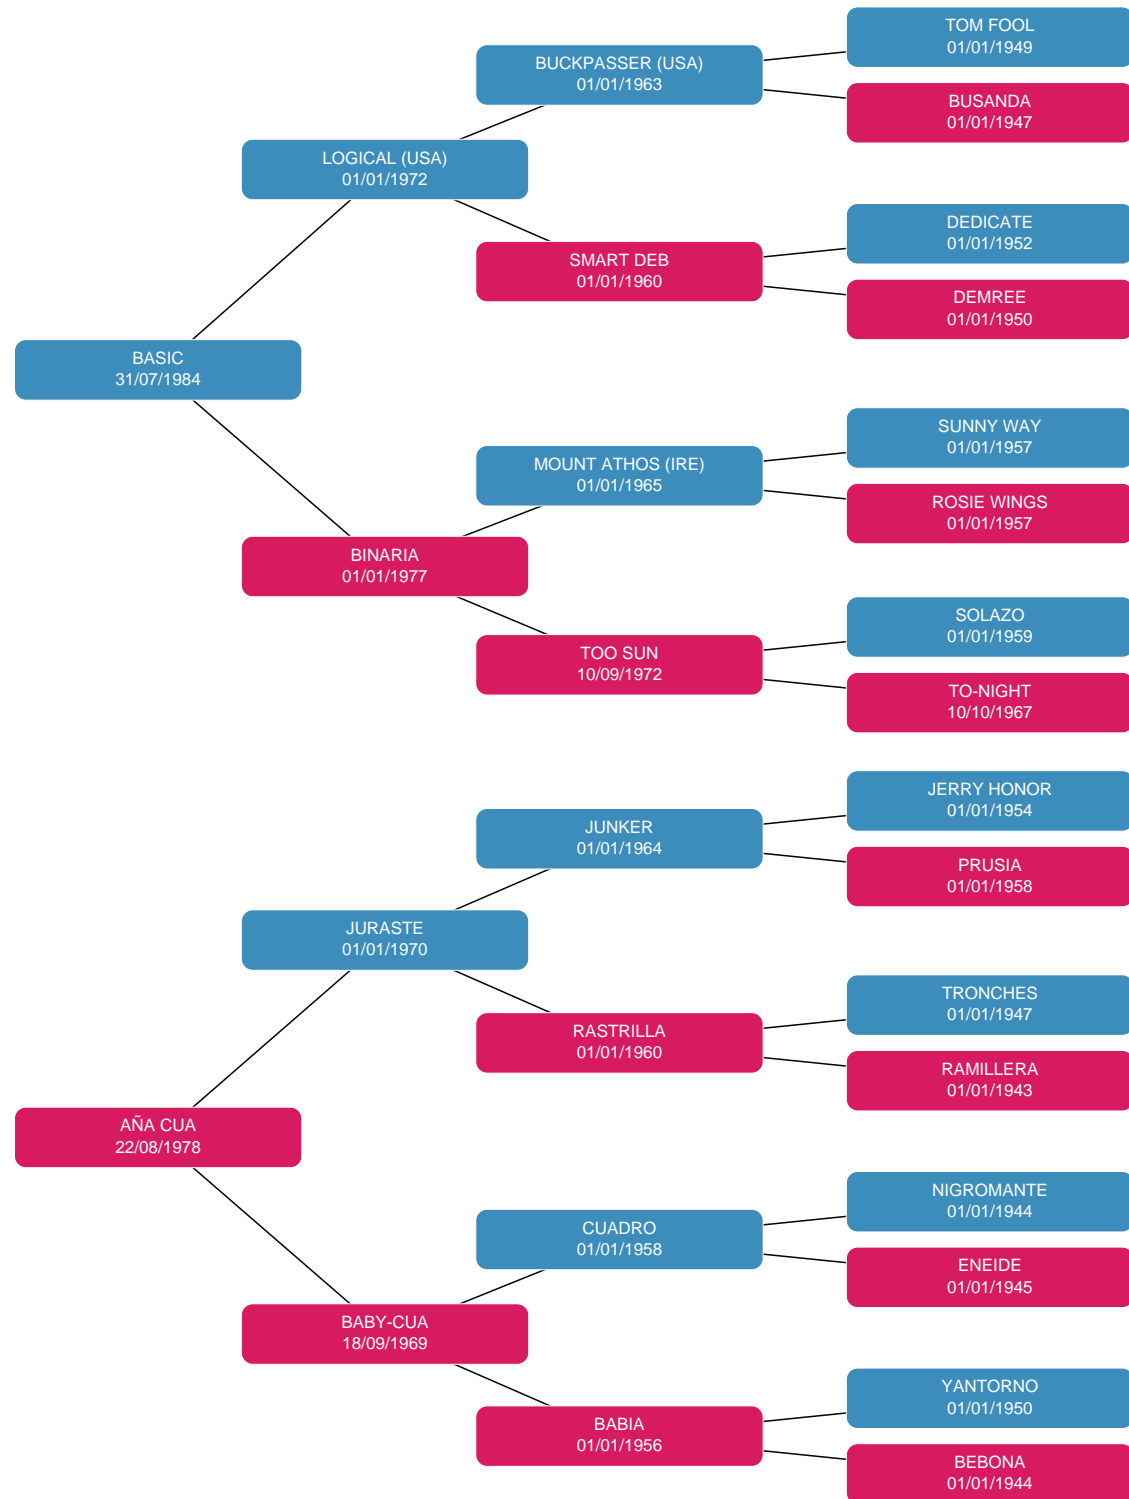 TOM FOOL
01/01/1949
BUCKPASSER (USA)
01/01/1963
BUSANDA
01/01/1947
LOGICAL (USA)
01/01/1972
DEDICATE
01/01/1952
SMART DEB
01/01/1960
DEMREE
01/01/1950
BASIC
31/07/1984
SUNNY WAY
01/01/1957
MOUNT ATHOS (IRE)
01/01/1965
ROSIE WINGS
01/01/1957
BINARIA
01/01/1977
SOLAZO
01/01/1959
TOO SUN
10/09/1972
TO-NIGHT
10/10/1967
JERRY HONOR
01/01/1954
JUNKER
01/01/1964
PRUSIA
01/01/1958
JURASTE
01/01/1970
TRONCHES
01/01/1947
RASTRILLA
01/01/1960
RAMILLERA
01/01/1943
AÑA CUA
22/08/1978
NIGROMANTE
01/01/1944
CUADRO
01/01/1958
ENEIDE
01/01/1945
BABY-CUA
18/09/1969
YANTORNO
01/01/1950
BABIA
01/01/1956
BEBONA
01/01/1944